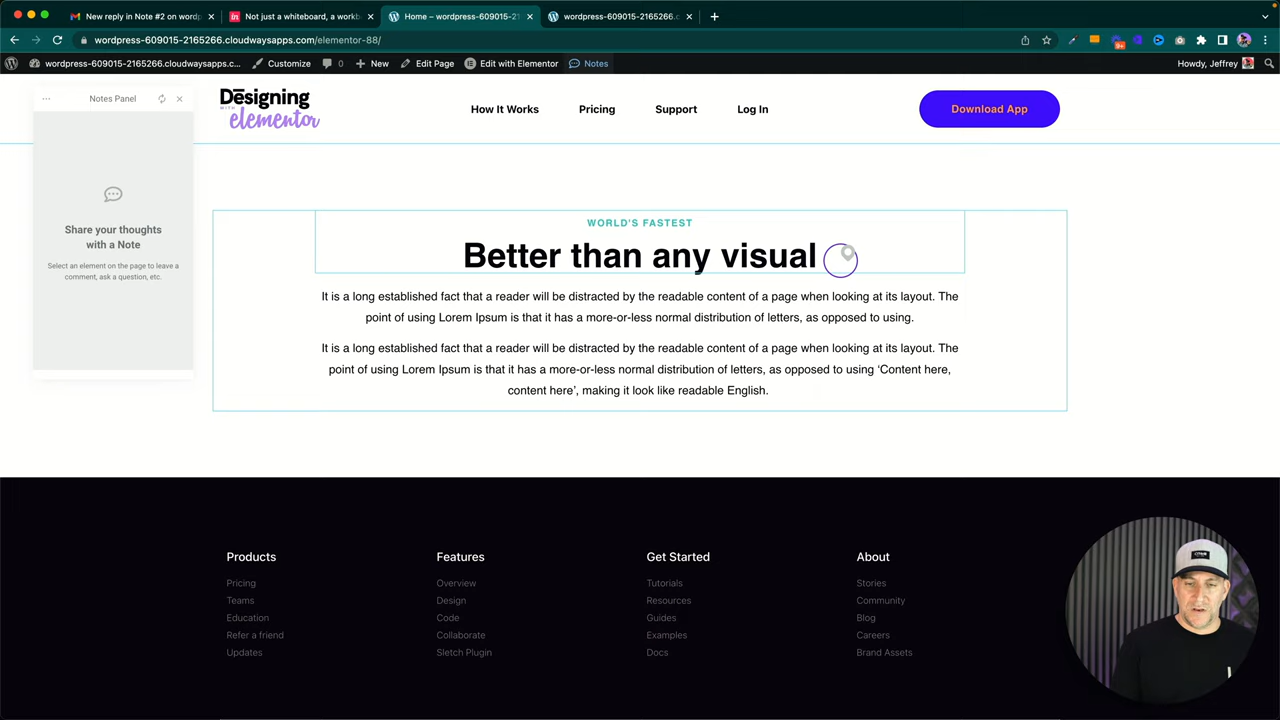 New reply in Note #2 on wordp
Not just a whiteboard, a workb
Home – wordpress-609015-21
wordpress-609015-2165266.c
wordpress-609015-2165266.cloudwaysapps.com/elementor-88/
9+
wordpress-609015-2165266.cloudwaysapps.c...
Customize
0
New
Edit Page
Edit with Elementor
Notes
Howdy, Jeffrey
Notes Panel
Designing
WITH
elementor
How It Works
Pricing
Support
Log In
Download App
Share your thoughts
with a Note
Select an element on the page to leave a
comment, ask a question, etc.
WORLD'S FASTEST
Better than any visual
It is a long established fact that a reader will be distracted by the readable content of a page when looking at its layout. The
point of using Lorem Ipsum is that it has a more-or-less normal distribution of letters, as opposed to using.
It is a long established fact that a reader will be distracted by the readable content of a page when looking at its layout. The
point of using Lorem Ipsum is that it has a more-or-less normal distribution of letters, as opposed to using ‘Content here,
content here’, making it look like readable English.
Products
Pricing
Teams
Education
Refer a friend
Updates
Features
Overview
Design
Code
Collaborate
Sletch Plugin
Get Started
Tutorials
Resources
Guides
Examples
Docs
About
Stories
Community
Blog
Careers
Brand Assets